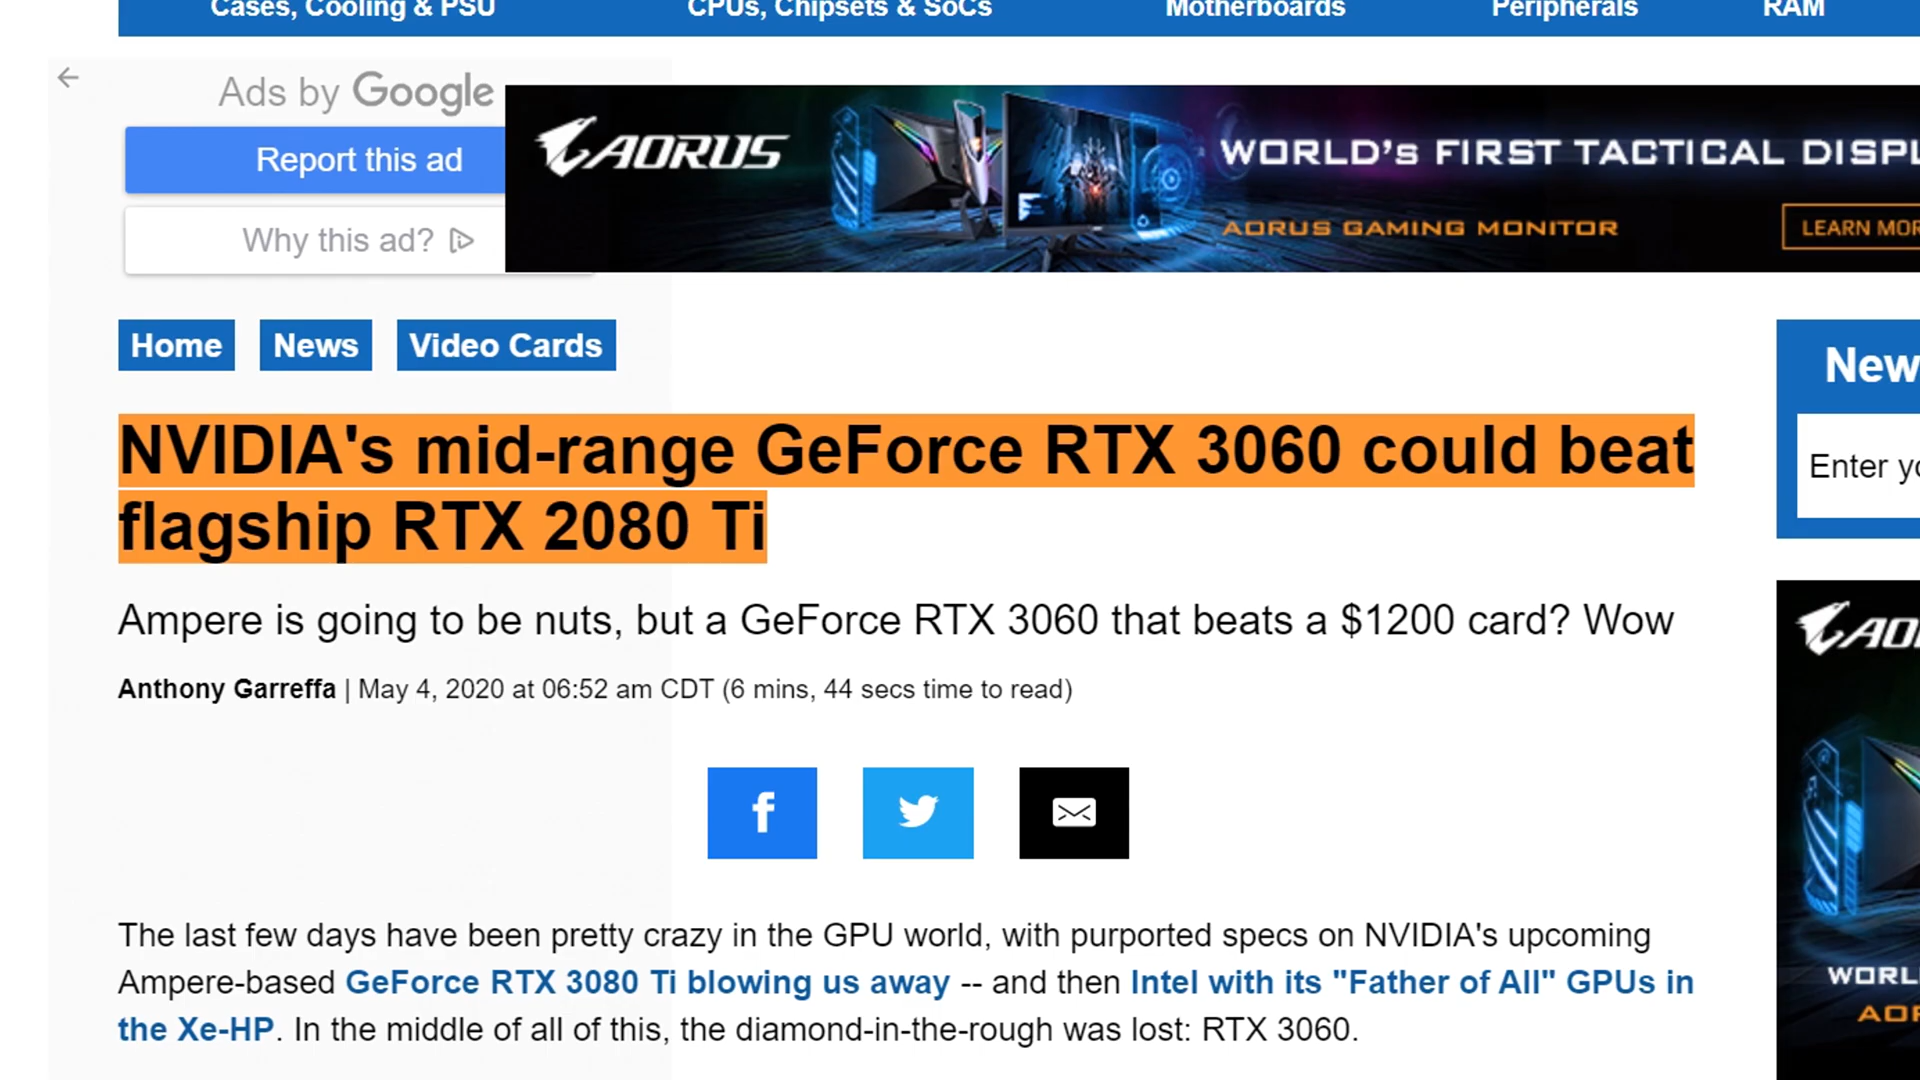 Cases, Cooling & PSU
CPUs, Chipsets & SoCs
Motherboards
Peripherals
RAM
Ads by Google
Report this ad
Why this ad?
AORUS
WORLD's FIRST TACTICAL DISPL
AORUS GAMING MONITOR
LEARN MOR
Home
News
Video Cards
NVIDIA's mid-range GeForce RTX 3060 could beat
flagship RTX 2080 Ti
Ampere is going to be nuts, but a GeForce RTX 3060 that beats a $1200 card? Wow
Anthony Garreffa | May 4, 2020 at 06:52 am CDT (6 mins, 44 secs time to read)
The last few days have been pretty crazy in the GPU world, with purported specs on NVIDIA's upcoming
Ampere-based GeForce RTX 3080 Ti blowing us away -- and then Intel with its "Father of All" GPUs in
the Xe-HP. In the middle of all of this, the diamond-in-the-rough was lost: RTX 3060.
New
Enter yo
AO
WORL
AOR